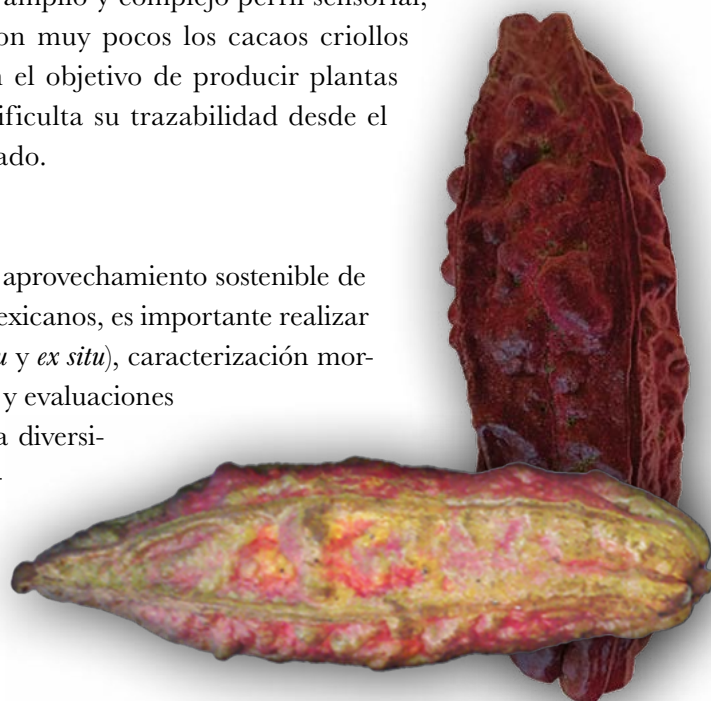 amplio y complejo perfil sensorial,
on muy pocos los cacaos criollos
el objetivo de producir plantas
ificulta su trazabilidad desde el
ado.
aprovechamiento sostenible de
exicanos, es importante realizar
u y ex situ), caracterización mor-
y evaluaciones
a diversi-
-